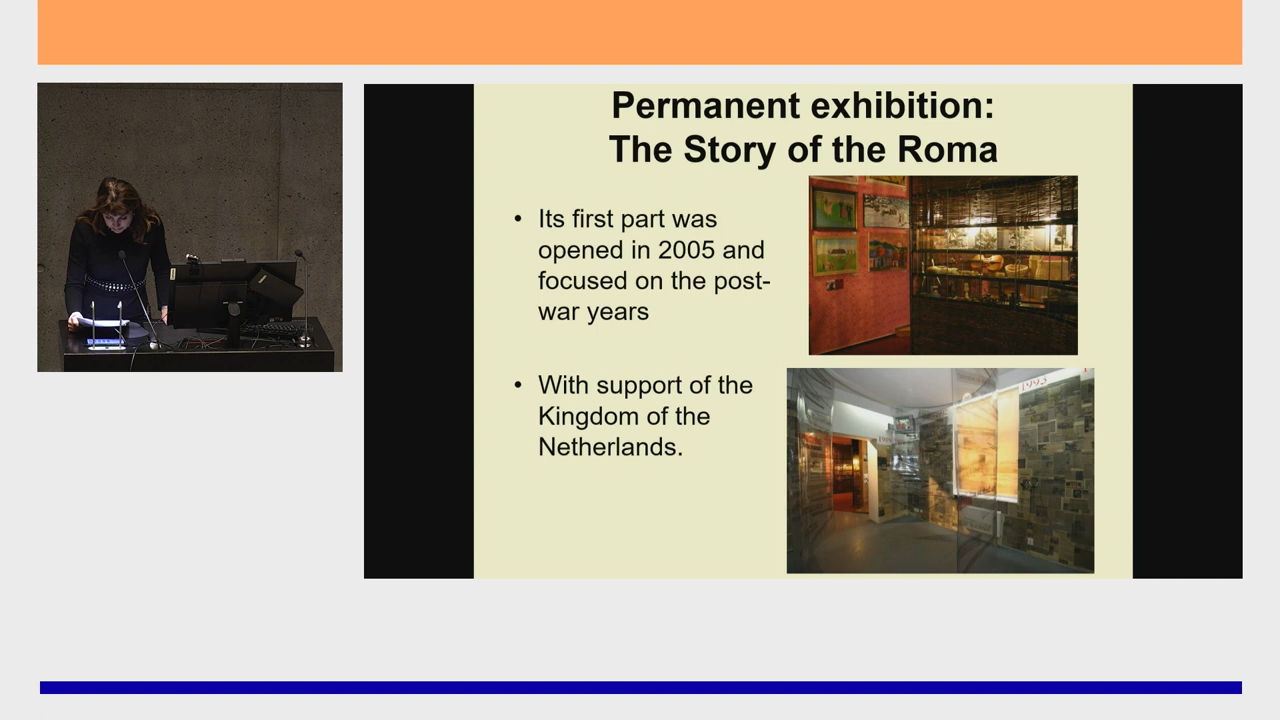 Permanent exhibition:
The Story of the Roma
• Its first part was
opened in 2005 and
focused on the post-
war years
• With support of the
Kingdom of the
Netherlands.
1993